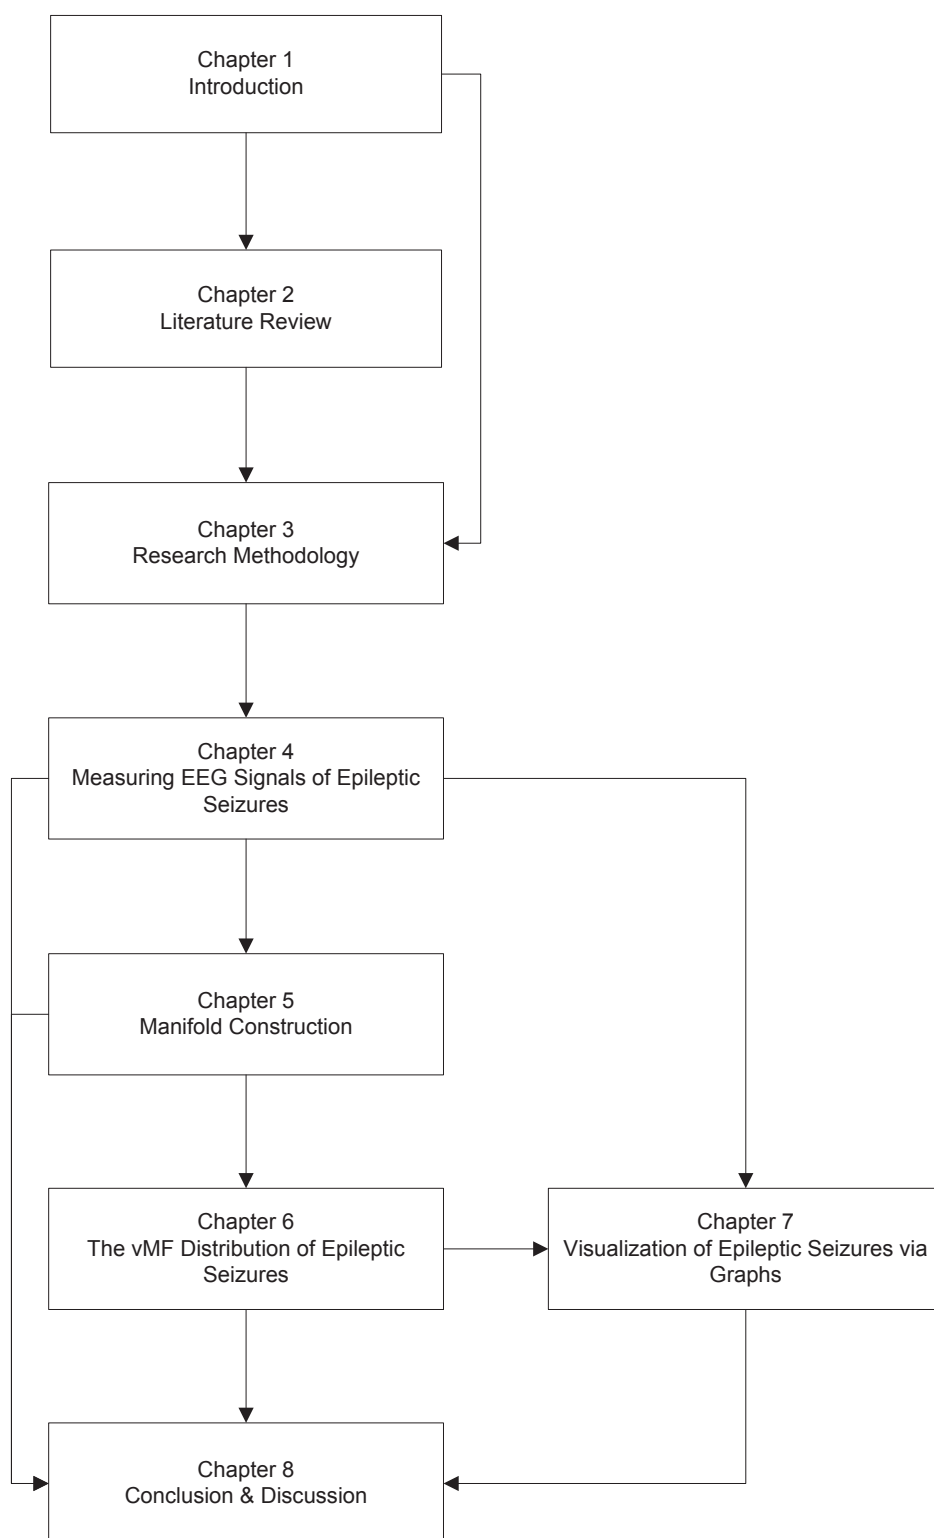 Chapter 1
Introduction
Chapter 2
Literature Review
Chapter 3
Research Methodology
Chapter 4
Measuring EEG Signals of Epileptic
Seizures
Chapter 5
Manifold Construction
Chapter 6
The vMF Distribution of Epileptic
Seizures
Chapter 7
Visualization of Epileptic Seizures via
Graphs
Chapter 8
Conclusion & Discussion